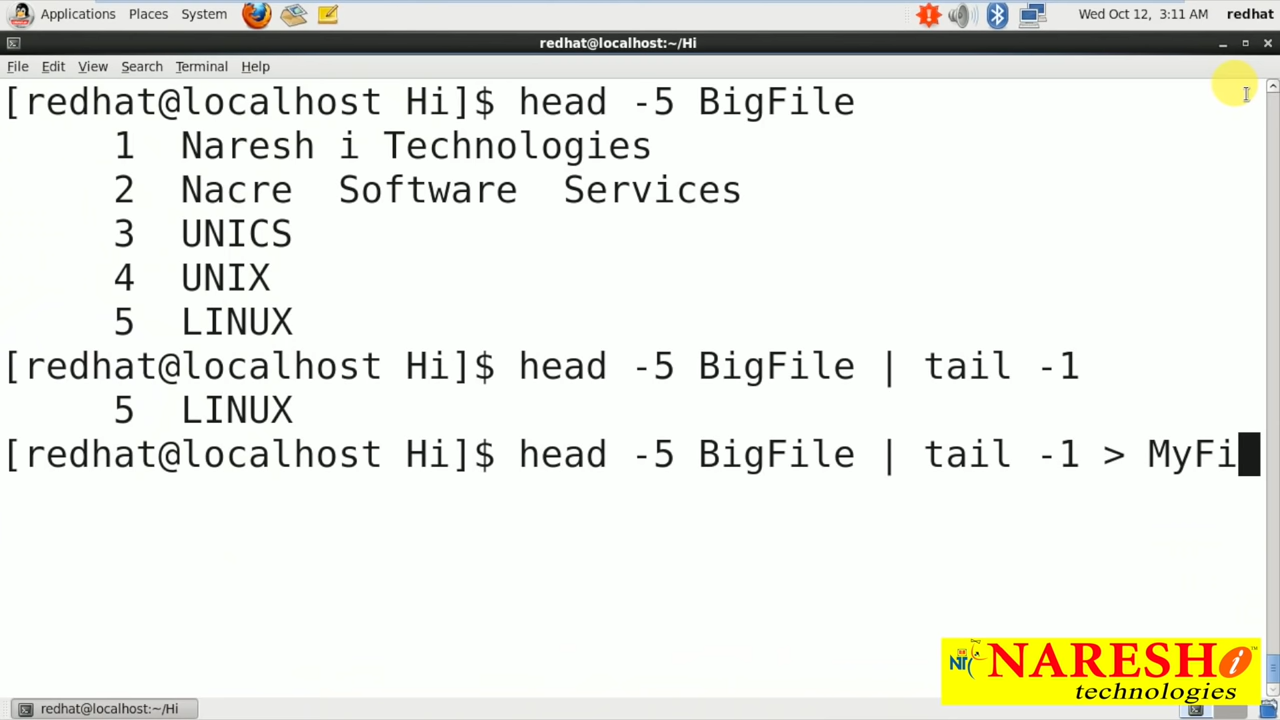 Applications Places System Wed Oct 12, 3:11 AM redhat
redhat@localhost:~/Hi
File Edit View Search Terminal Help
[redhat@localhost Hi]$ head -5 BigFile
1 Naresh i Technologies
2 Nacre Software Services
3 UNICS
4 UNIX
5 LINUX
[redhat@localhost Hi]$ head -5 BigFile | tail -1
5 LINUX
[redhat@localhost Hi]$ head -5 BigFile | tail -1 > MyFi
NARESH i
technologies
redhat@localhost:~/Hi